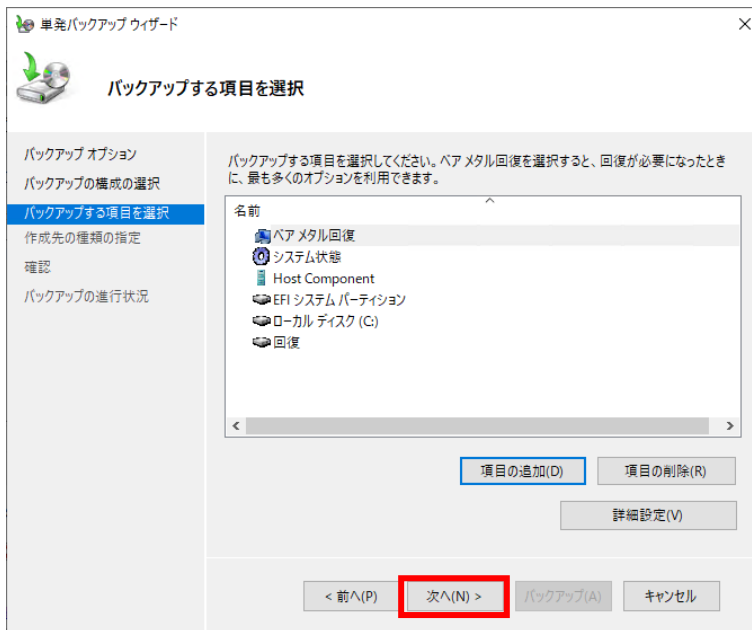 単発バックアップ ウィザード
バックアップする項目を選択
バックアップ オプション
バックアップの構成の選択
バックアップする項目を選択
作成先の種類の指定
確認
バックアップの進行状況
バックアップする項目を選択してください。ベア メタル回復を選択すると、回復が必要になったとき
に、最も多くのオプションを利用できます。
名前
ベア メタル回復
システム状態
Host Component
EFI システム パーティション
ローカル ディスク (C:)
回復
項目の追加(D)
項目の削除(R)
詳細設定(V)
< 前へ(P)
次へ(N) >
バックアップ(A)
キャンセル